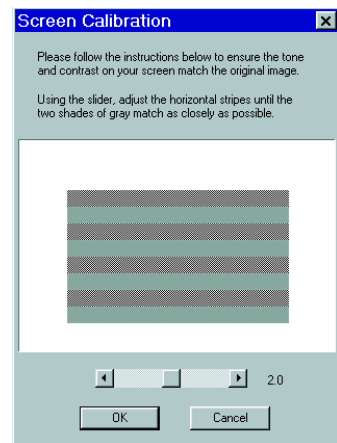 Screen Calibration
Please follow the instructions below to ensure the tone
and contrast on your screen match the original image.
Using the slider, adjust the horizontal stripes until the
two shades of gray match as closely as possible.
2.0
OK Cancel